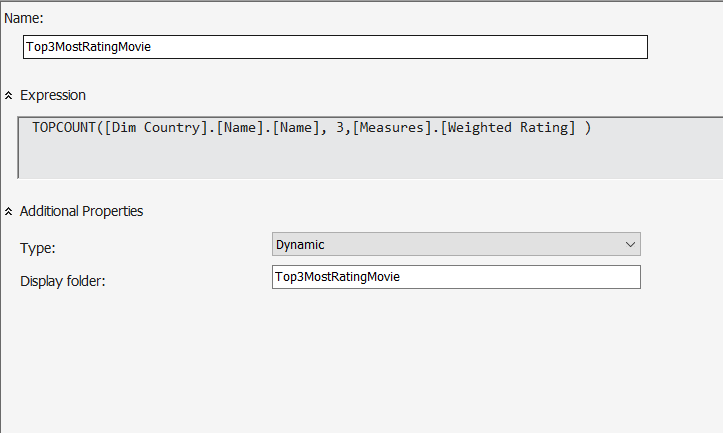 Name:
Top3MostRatingMovie
Expression
TOPCOUNT([Dim Country].[Name].[Name], 3,[Measures].[Weighted Rating] )
Additional Properties
Type:
Dynamic
Display folder:
Top3MostRatingMovie